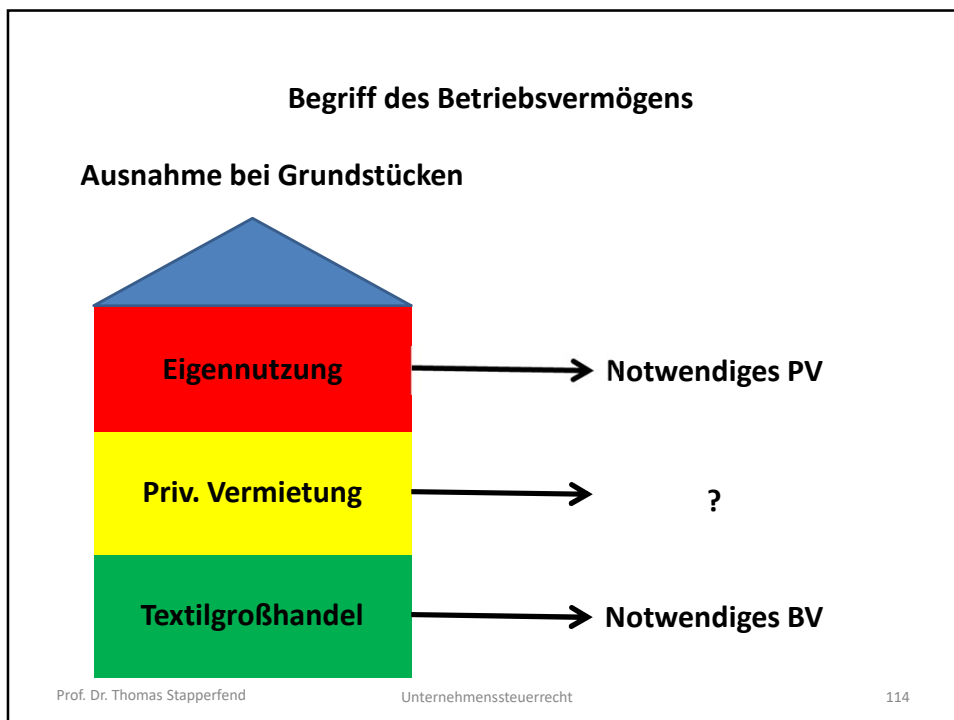 Begriff des Betriebsvermögens
Ausnahme bei Grundstücken
Eigennutzung
Notwendiges PV
Priv. Vermietung
?
Textilgroßhandel
Notwendiges BV
Prof. Dr. Thomas Stapperfend
Unternehmenssteuerrecht
114